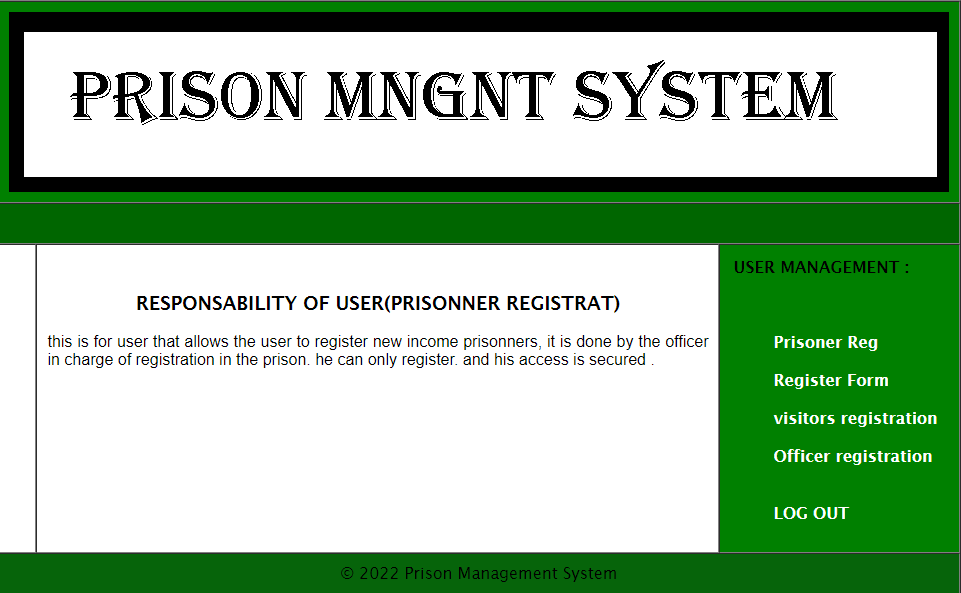 PRISON MNGNT SYSTEM
RESPONSABILITY OF USER(PRISONNER REGISTRAT)
this is for user that allows the user to register new income prisonners, it is done by the officer
in charge of registration in the prison. he can only register. and his access is secured .
USER MANAGEMENT :
Prisoner Reg
Register Form
visitors registration
Officer registration
LOG OUT
© 2022 Prison Management System